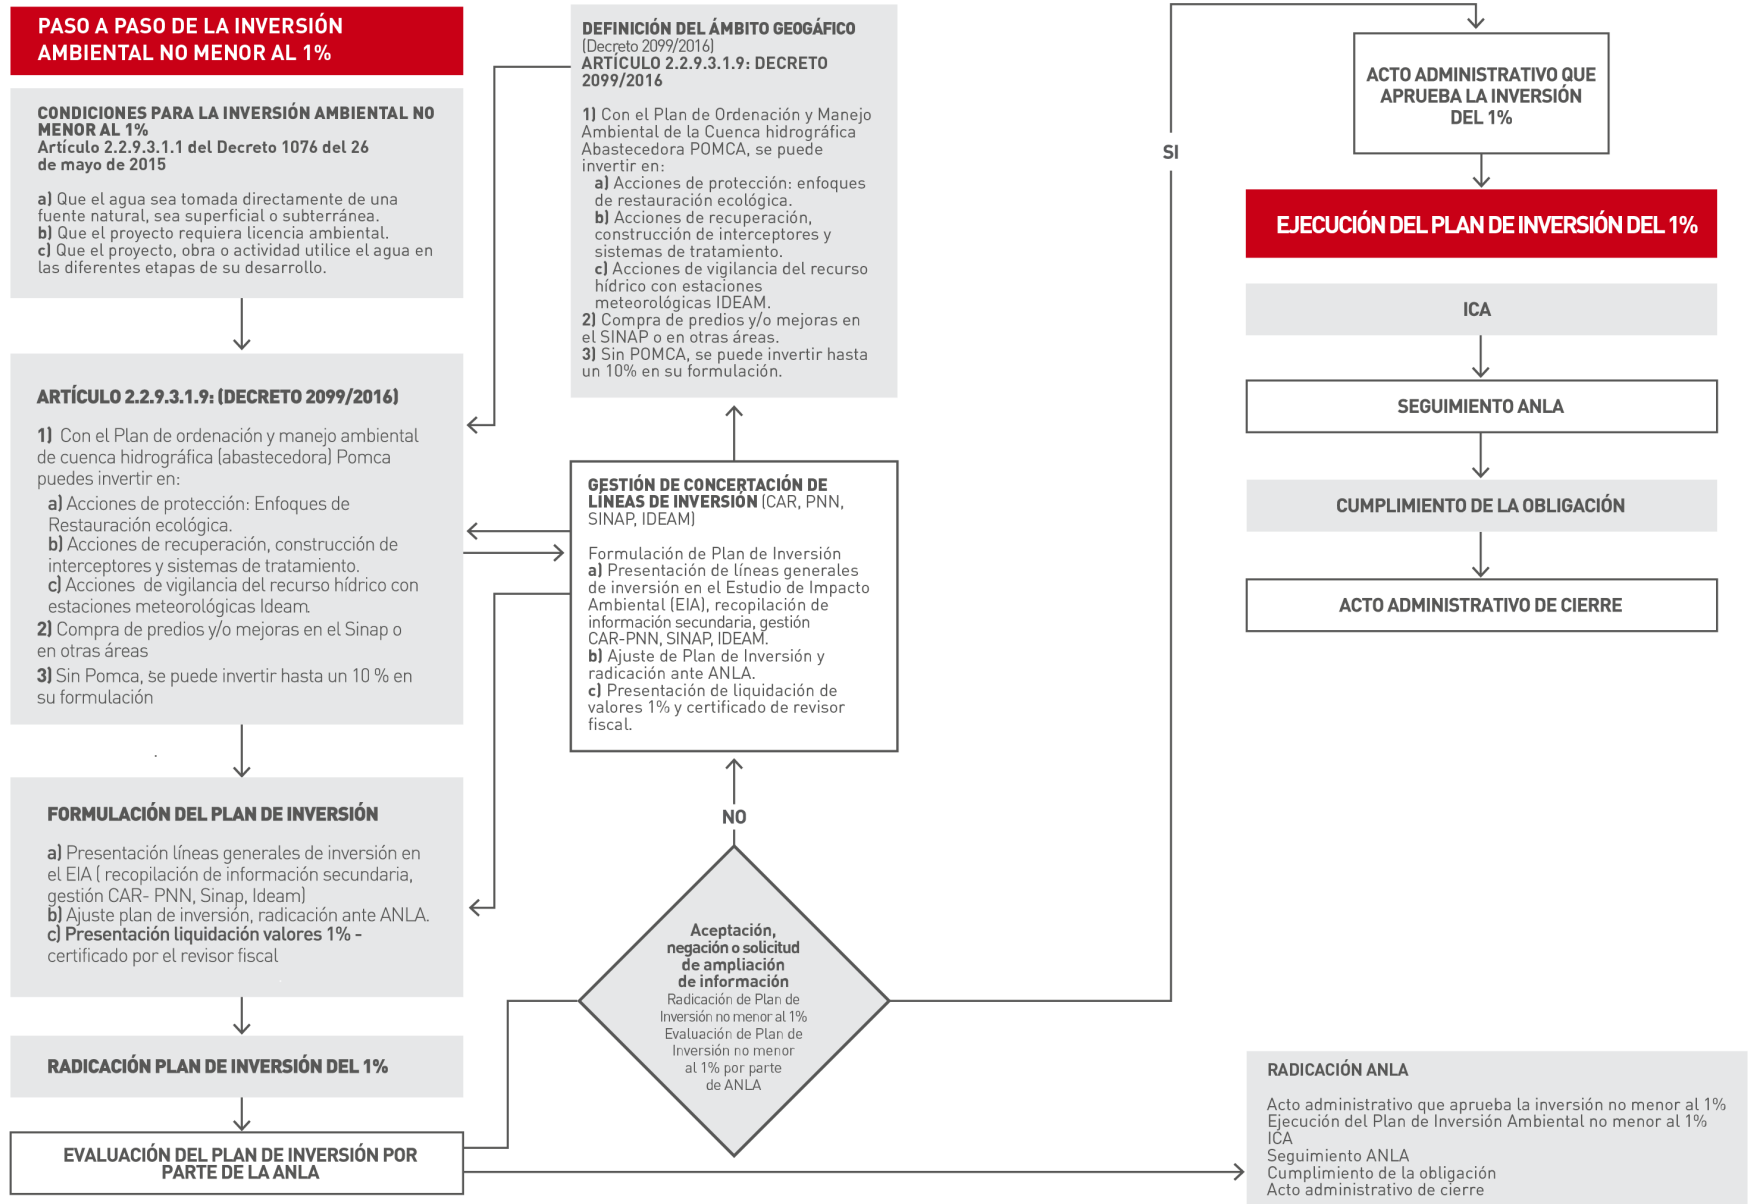 PASO A PASO DE LA INVERSIÓN
AMBIENTAL NO MENOR AL 1%
CONDICIONES PARA LA INVERSIÓN AMBIENTAL NO
MENOR AL 1%
Artículo 2.2.9.3.1.1 del Decreto 1076 del 26
de mayo de 2015
a) Que el agua sea tomada directamente de una
fuente natural, sea superficial o subterránea.
b) Que el proyecto requiera licencia ambiental.
c) Que el proyecto, obra o actividad utilice el agua en
las diferentes etapas de su desarrollo.
ARTÍCULO 2.2.9.3.1.9: (DECRETO 2099/2016)
1) Con el Plan de ordenación y manejo ambiental
de cuenca hidrográfica (abastecedora) Pomca
puedes invertir en:
a) Acciones de protección: Enfoques de
Restauración ecológica.
b) Acciones de recuperación, construcción de
interceptores y sistemas de tratamiento.
c) Acciones de vigilancia del recurso hídrico con
estaciones meteorológicas Ideam.
2) Compra de predios y/o mejoras en el Sinap o
en otras áreas
3) Sin Pomca, se puede invertir hasta un 10 % en
su formulación
FORMULACIÓN DEL PLAN DE INVERSIÓN
a) Presentación líneas generales de inversión en
el EIA ( recopilación de información secundaria,
gestión CAR- PNN, Sinap, Ideam)
b) Ajuste plan de inversión, radicación ante ANLA.
c) Presentación liquidación valores 1% -
certificado por el revisor fiscal
RADICACIÓN PLAN DE INVERSIÓN DEL 1%
EVALUACIÓN DEL PLAN DE INVERSIÓN POR
PARTE DE LA ANLA
DEFINICIÓN DEL ÁMBITO GEOGÁFICO
(Decreto 2099/2016)
ARTÍCULO 2.2.9.3.1.9: DECRETO
2099/2016
1) Con el Plan de Ordenación y Manejo
Ambiental de la Cuenca hidrográfica
Abastecedora POMCA, se puede
invertir en:
a) Acciones de protección: enfoques
de restauración ecológica.
b) Acciones de recuperación,
construcción de interceptores y
sistemas de tratamiento.
c) Acciones de vigilancia del recurso
hídrico con estaciones
meteorológicas IDEAM.
2) Compra de predios y/o mejoras en
el SINAP o en otras áreas.
3) Sin POMCA, se puede invertir hasta
un 10% en su formulación.
GESTIÓN DE CONCERTACIÓN DE
LÍNEAS DE INVERSIÓN (CAR, PNN,
SINAP, IDEAM)
Formulación de Plan de Inversión
a) Presentación de líneas generales
de inversión en el Estudio de Impacto
Ambiental (EIA), recopilación de
información secundaria, gestión
CAR-PNN, SINAP, IDEAM.
b) Ajuste de Plan de Inversión y
radicación ante ANLA.
c) Presentación de liquidación de
valores 1% y certificado de revisor
fiscal.
NO
Aceptación,
negación o solicitud
de ampliación
de información
Radicación de Plan de
Inversión no menor al 1%
Evaluación de Plan de
Inversión no menor
al 1% por parte
de ANLA
SI
ACTO ADMINISTRATIVO QUE
APRUEBA LA INVERSIÓN
DEL 1%
EJECUCIÓN DEL PLAN DE INVERSIÓN DEL 1%
ICA
SEGUIMIENTO ANLA
CUMPLIMIENTO DE LA OBLIGACIÓN
ACTO ADMINISTRATIVO DE CIERRE
RADICACIÓN ANLA
Acto administrativo que aprueba la inversión no menor al 1%
Ejecución del Plan de Inversión Ambiental no menor al 1%
ICA
Seguimiento ANLA
Cumplimiento de la obligación
Acto administrativo de cierre